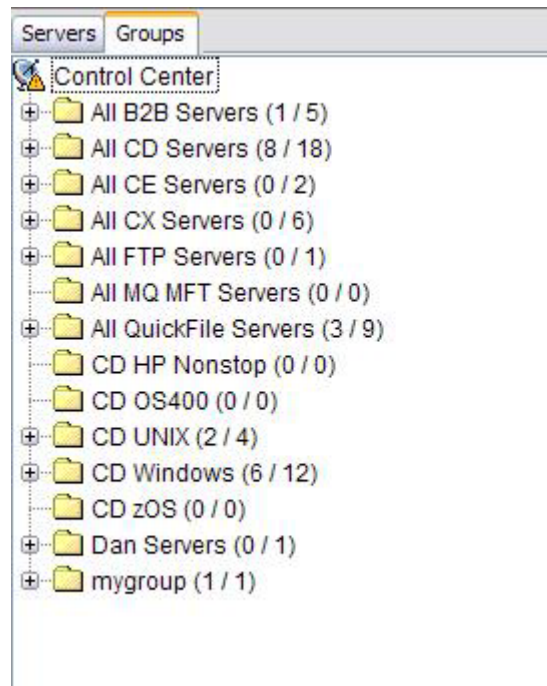 Servers Groups
Control Center
All B2B Servers (1 / 5)
All CD Servers (8 / 18)
All CE Servers (0 / 2)
All CX Servers (0 / 6)
All FTP Servers (0 / 1)
All MQ MFT Servers (0 / 0)
All QuickFile Servers (3 / 9)
CD HP Nonstop (0 / 0)
CD OS400 (0 / 0)
CD UNIX (2 / 4)
CD Windows (6 / 12)
CD zOS (0 / 0)
Dan Servers (0 / 1)
mygroup (1 / 1)